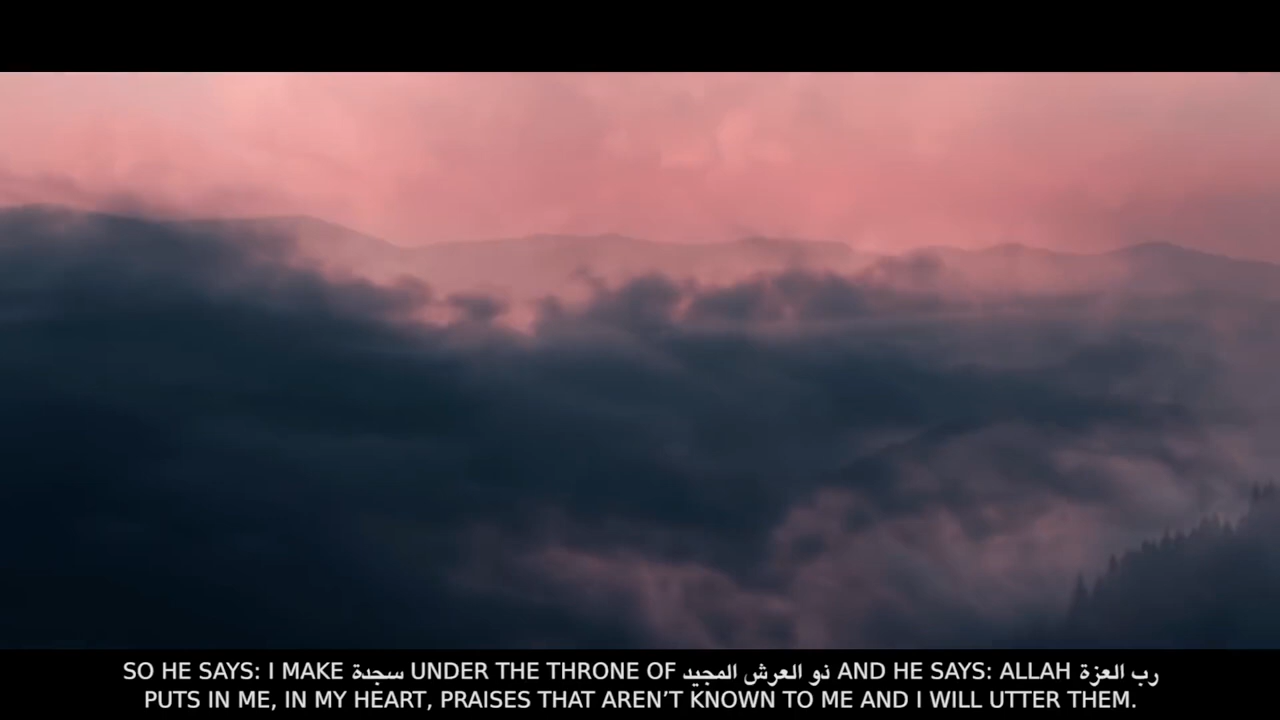 SO HE SAYS: I MAKE سجدة UNDER THE THRONE OF ذو العرش المجيد AND HE SAYS: ALLAH رب العزة
PUTS IN ME, IN MY HEART, PRAISES THAT AREN’T KNOWN TO ME AND I WILL UTTER THEM.